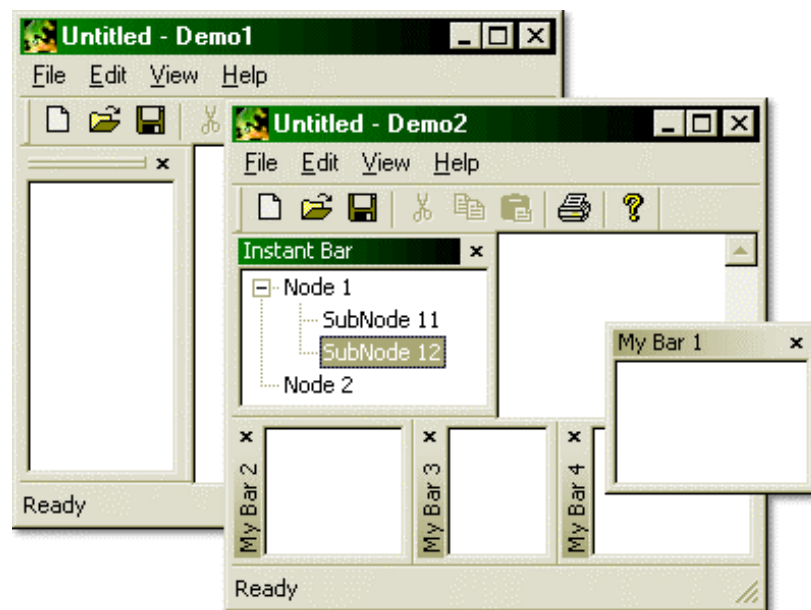 Untitled - Demo1
File Edit View Help
Untitled - Demo2
File Edit View Help
Instant Bar
Node 1
SubNode 11
SubNode 12
Node 2
My Bar 1
My Bar 2
My Bar 3
My Bar 4
Ready
Ready